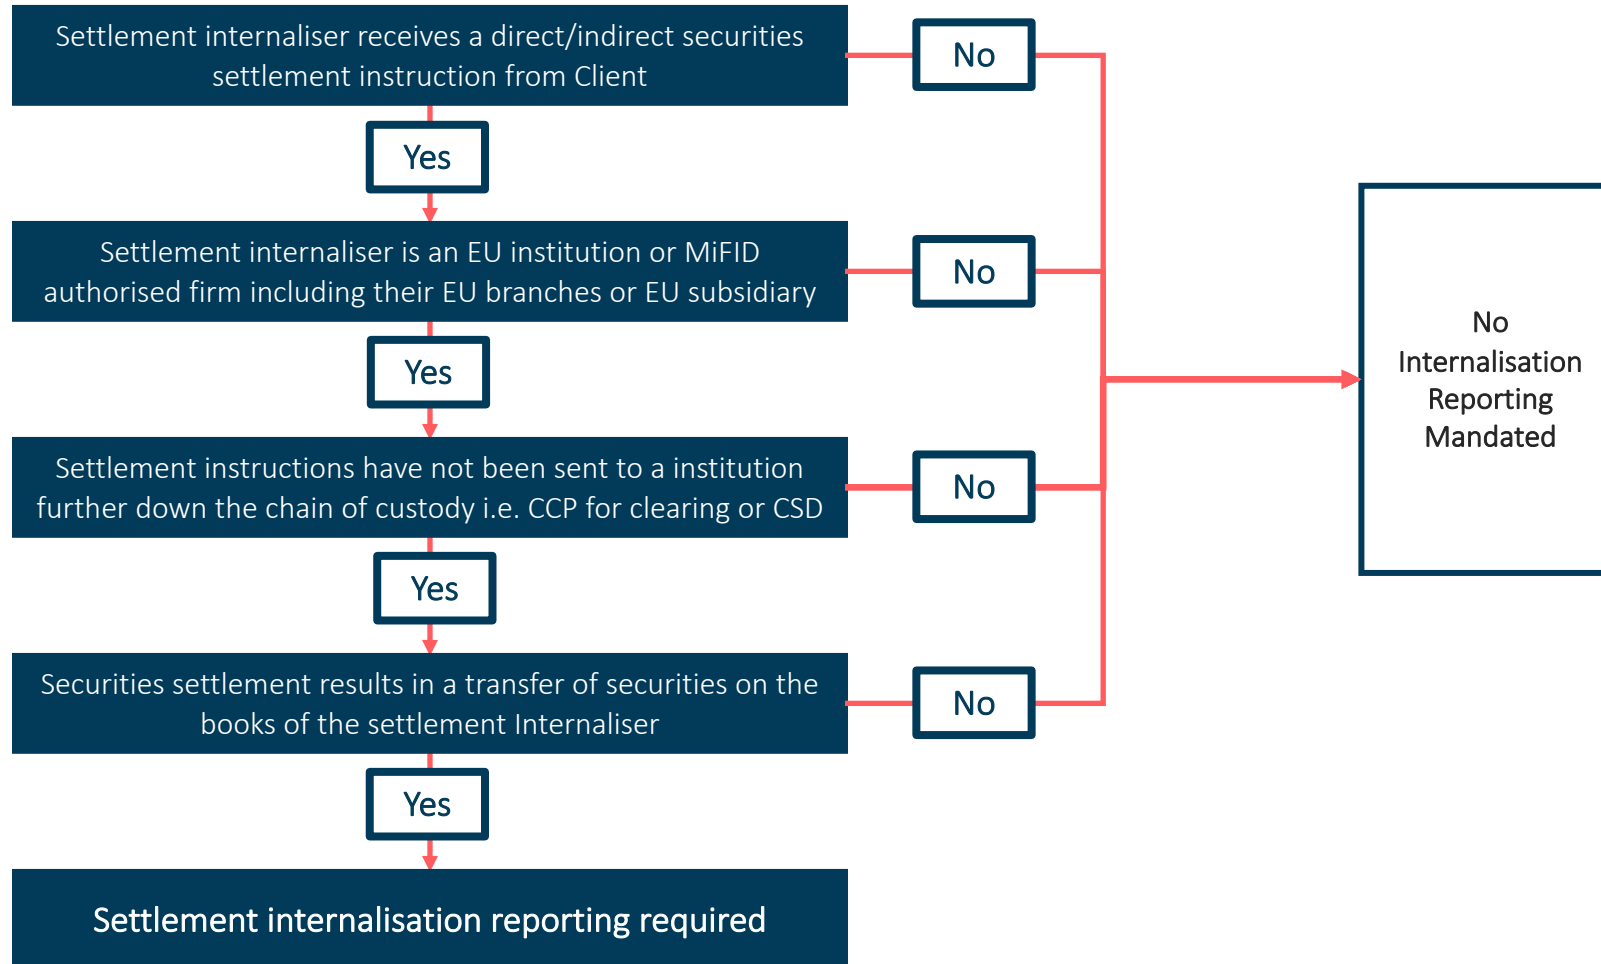 Settlement internaliser receives a direct/indirect securities
settlement instruction from Client
No
Yes
Settlement internaliser is an EU institution or MiFID
authorised firm including their EU branches or EU subsidiary
No
Yes
Settlement instructions have not been sent to a institution
further down the chain of custody i.e. CCP for clearing or CSD
No
Yes
Securities settlement results in a transfer of securities on the
books of the settlement Internaliser
No
Yes
Settlement internalisation reporting required
No
Internalisation
Reporting
Mandated